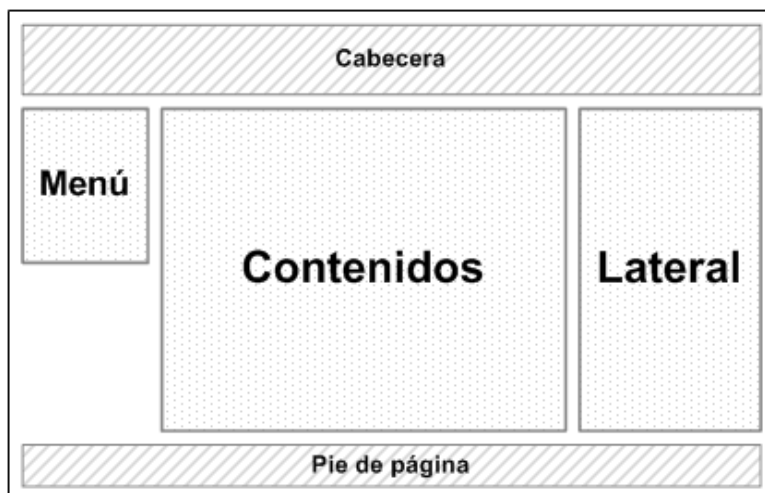 Cabecera
Menú
Contenidos
Lateral
Pie de página